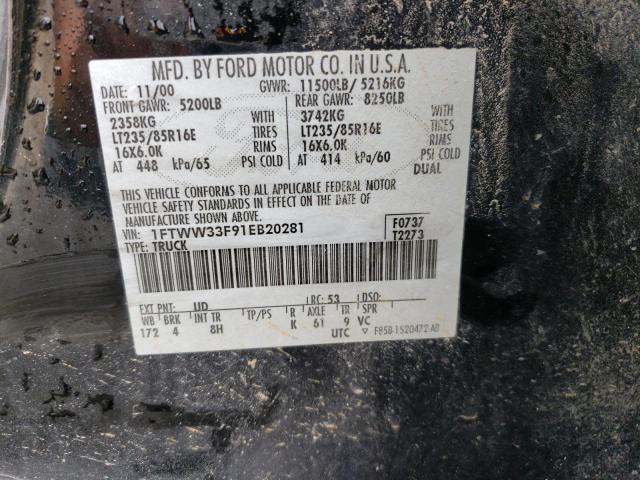 MFD. BY FORD MOTOR CO. IN U.S.A.
DATE: 11/00 GVWR: 11500LB/ 5216KG
FRONT GAWR: 5200LB REAR GAWR: 8250LB
2358KG WITH 3742KG WITH
LT235/85R16E TIRES LT235/85R16E TIRES
16X6.0K RIMS 16X6.0K RIMS
AT 448 kPa/65 PSI COLD AT 414 kPa/60 PSI COLD
DUAL
THIS VEHICLE CONFORMS TO ALL APPLICABLE FEDERAL MOTOR
VEHICLE SAFETY STANDARDS IN EFFECT ON THE DATE OF
MANUFACTURE SHOWN ABOVE.
VIN: 1FTWW33F91EB20281 F0737
TYPE: TRUCK T2273
EXT PNT: UD RC: 53 DSO:
WB BRK INT TR TP/PS R AXLE TR SPR
172 4 8H K 61 9 VC
UTC F85B-1520472-AB